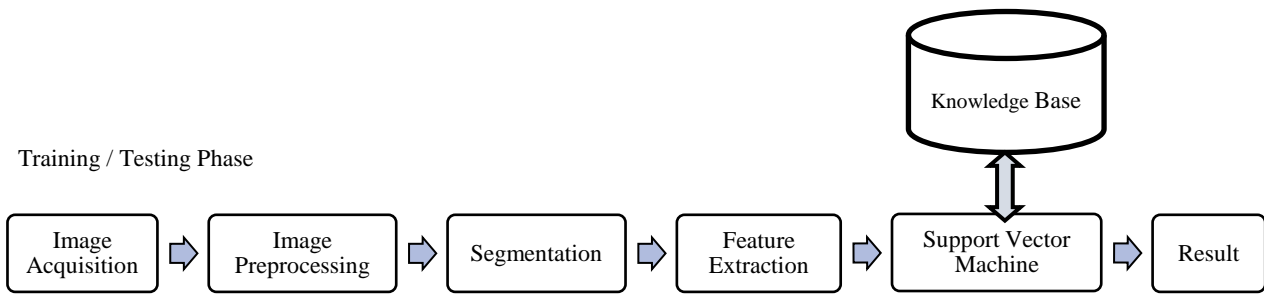 Knowledge Base
Training / Testing Phase
Image
Acquisition
Image
Preprocessing
Segmentation
Feature
Extraction
Support Vector
Machine
Result